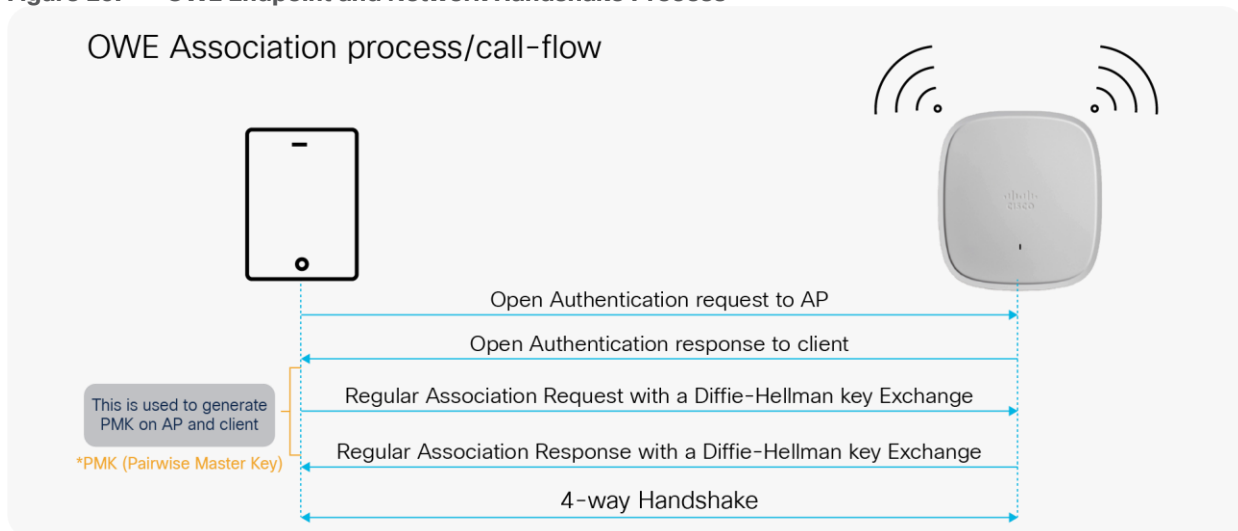 OWE Association process/call-flow
Open Authentication request to AP
Open Authentication response to client
Regular Association Request with a Diffie-Hellman key Exchange
This is used to generate
PMK on AP and client
*PMK (Pairwise Master Key)
Regular Association Response with a Diffie-Hellman key Exchange
4-way Handshake